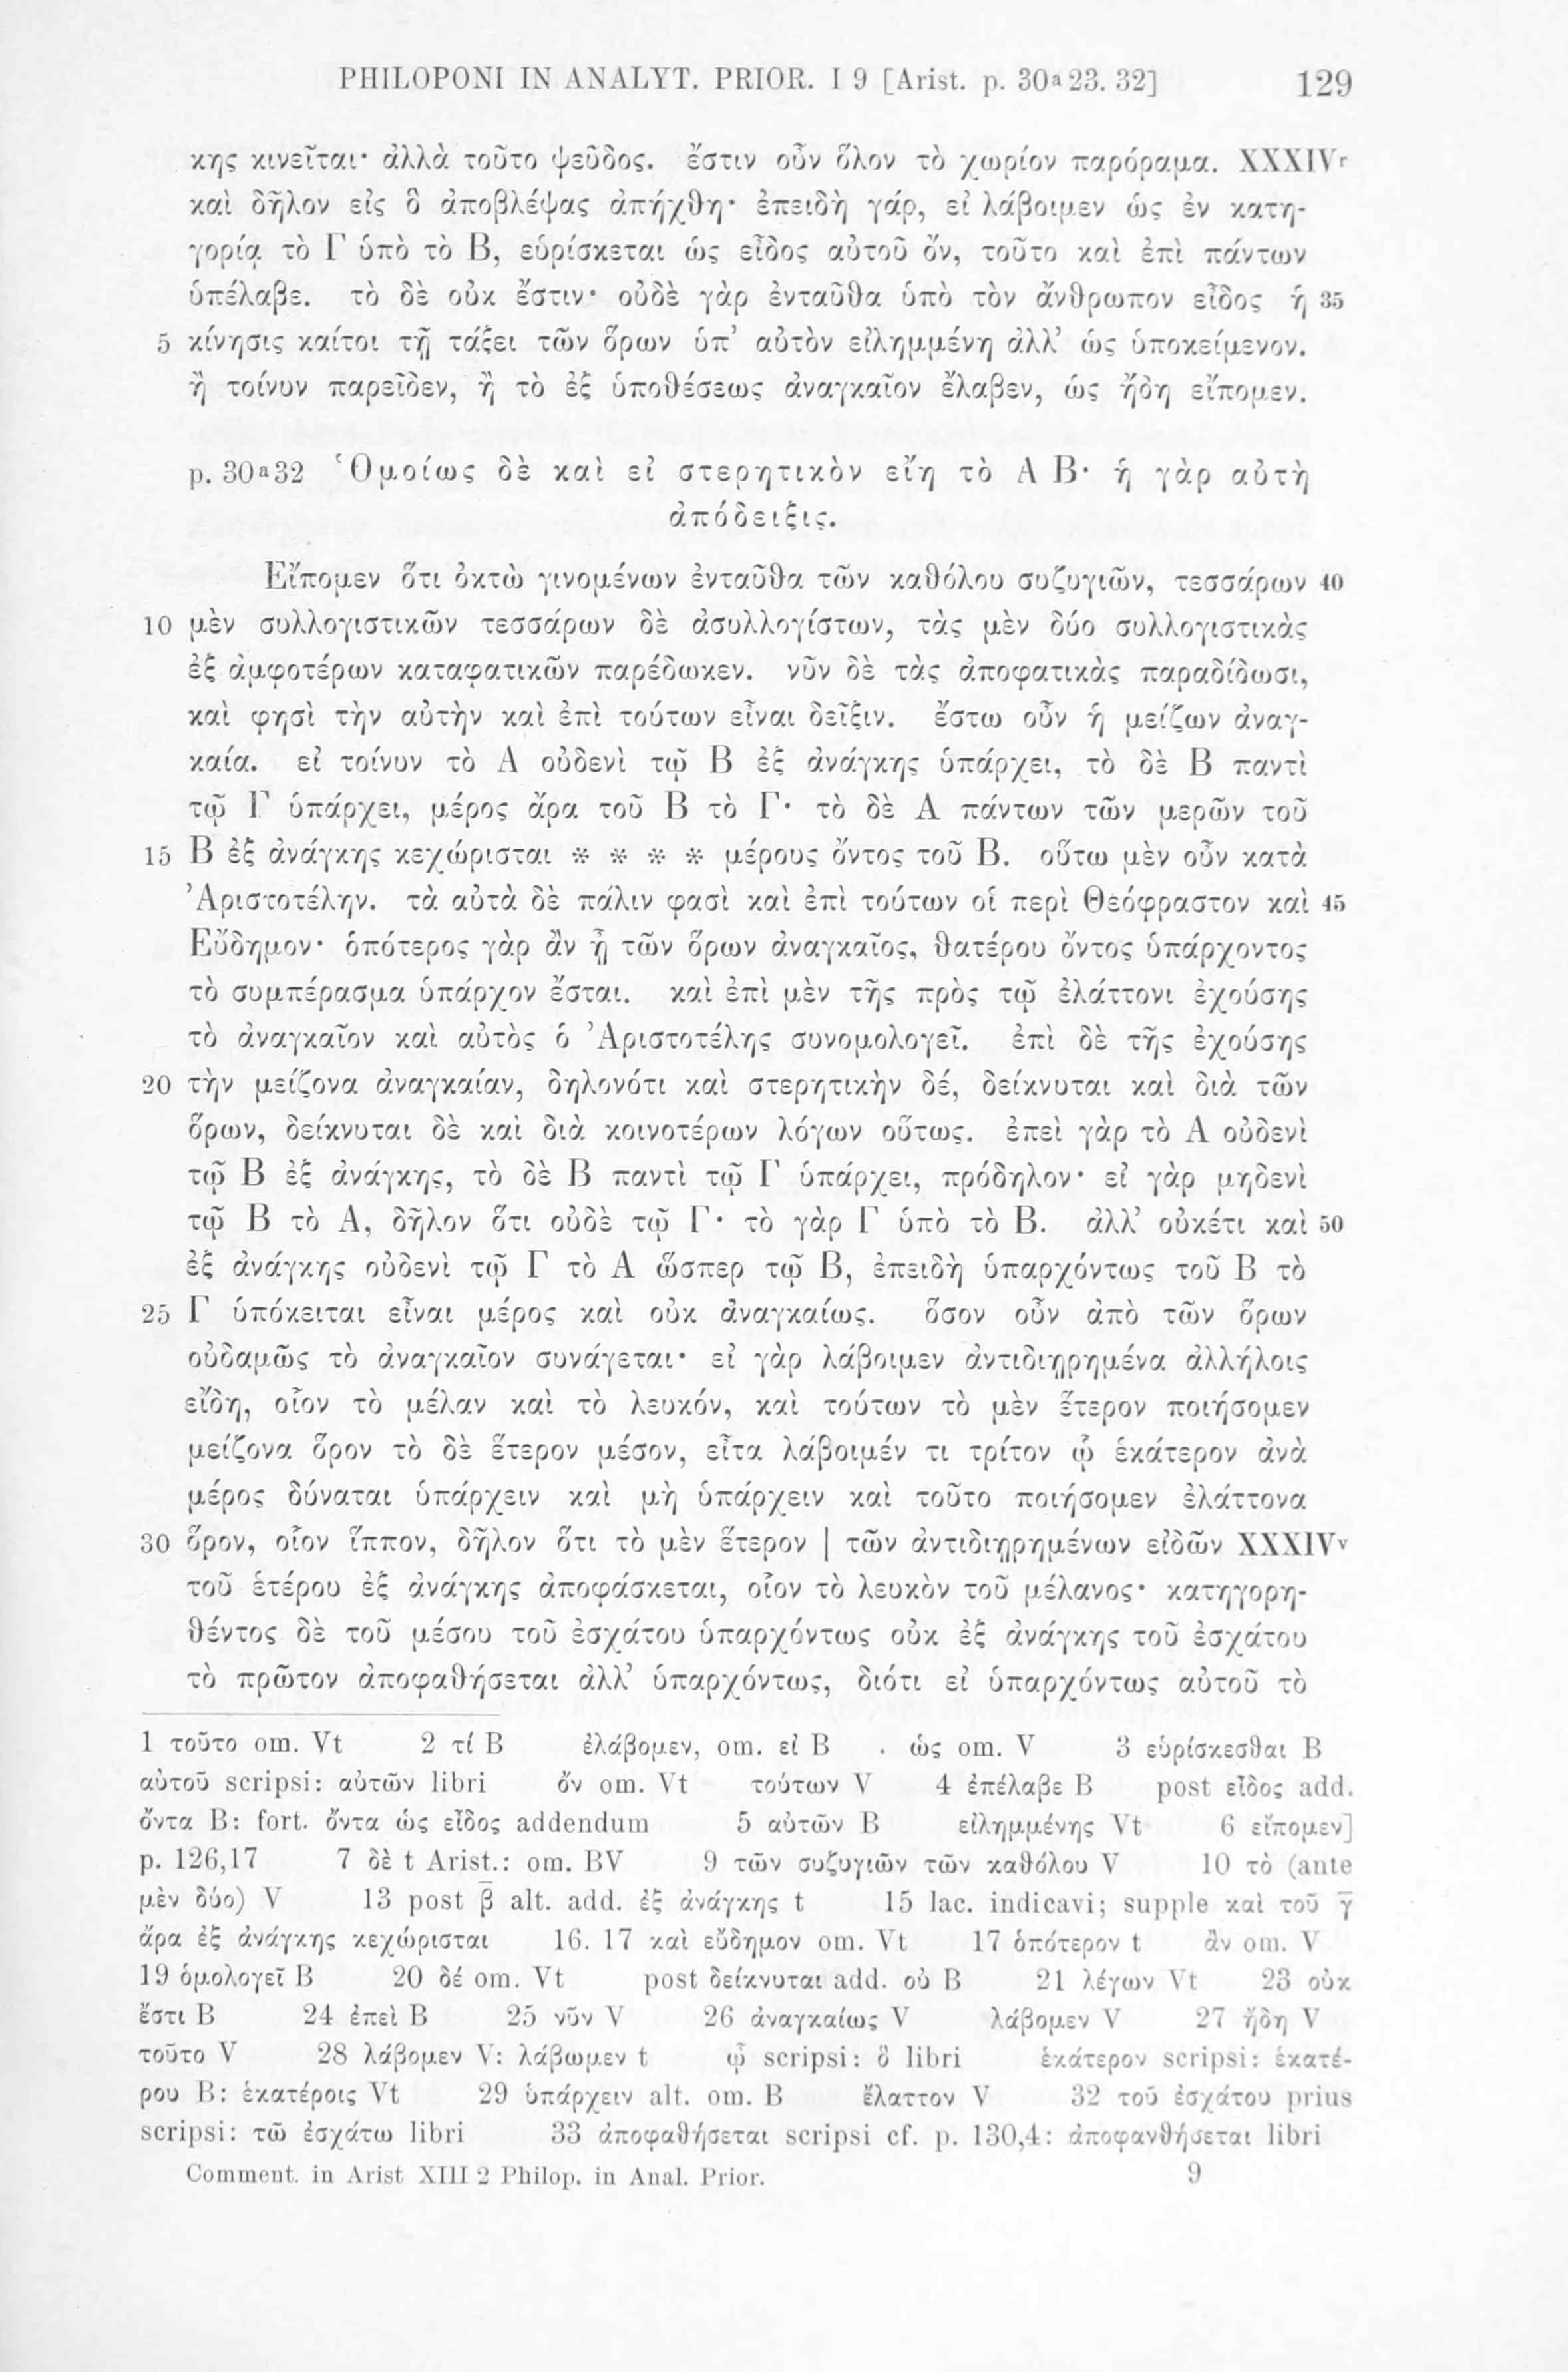 PHILOPONI IN ANALYT. PRIOR. I 9 [Arist. p. 30ª 23. 32] 129
κης κινεῖται· ἀλλὰ τοῦτο ψεῦδος. ἔστιν οὖν ὅλον τὸ χωρίον παρόραμα. XXXIVr
καὶ δῆλον εἰς ὃ ἀποβλέψας ἀπήχθη· ἐπειδὴ γάρ, εἰ λάβοιμεν ὡς ἐν κατη-
γορίᾳ τὸ Γ ὑπὸ τὸ Β, εὑρίσκεται ὡς εἶδος αὐτοῦ ὄν, τοῦτο καὶ ἐπὶ πάντων
ὑπέλαβε. τὸ δὲ οὐκ ἔστιν· οὐδὲ γὰρ ἐνταῦθα ὑπὸ τὸν ἄνθρωπον εἶδος ἡ 35
5 κίνησις καίτοι τῇ τάξει τῶν ὅρων ὑπ' αὐτὸν εἰλημμένη ἀλλ' ὡς ὑποκείμενον.
ἢ τοίνυν παρεῖδεν, ἢ τὸ ἐξ ὑποθέσεως ἀναγκαῖον ἔλαβεν, ὡς ἤδη εἴπομεν.
p. 30ª32 Ὁμοίως δὲ καὶ εἰ στερητικὸν εἴη τὸ Α Β· ἡ γὰρ αὐτὴ
ἀπόδειξις.
Εἴπομεν ὅτι ὀκτὼ γινομένων ἐνταῦθα τῶν καθόλου συζυγιῶν, τεσσάρων 40
10 μὲν συλλογιστικῶν τεσσάρων δὲ ἀσυλλογίστων, τὰς μὲν δύο συλλογιστικὰς
ἐξ ἀμφοτέρων καταφατικῶν παρέδωκεν. νῦν δὲ τὰς ἀποφατικὰς παραδίδωσι,
καὶ φησὶ τὴν αὐτὴν καὶ ἐπὶ τούτων εἶναι δεῖξιν. ἔστω οὖν ἡ μείζων ἀναγ-
καία. εἰ τοίνυν τὸ Α οὐδενὶ τῷ Β ἐξ ἀνάγκης ὑπάρχει, τὸ δὲ Β παντὶ
τῷ Γ ὑπάρχει, μέρος ἄρα τοῦ Β τὸ Γ· τὸ δὲ Α πάντων τῶν μερῶν τοῦ
15 Β ἐξ ἀνάγκης κεχώρισται * * * * μέρους ὄντος τοῦ Β. οὕτω μὲν οὖν κατὰ
Ἀριστοτέλην. τὰ αὐτὰ δὲ πάλιν φασὶ καὶ ἐπὶ τούτων οἱ περὶ Θεόφραστον καὶ 45
Εὔδημον· ὁπότερος γὰρ ἂν ᾖ τῶν ὅρων ἀναγκαῖος, θατέρου ὄντος ὑπάρχοντος
τὸ συμπέρασμα ὑπάρχον ἔσται. καὶ ἐπὶ μὲν τῆς πρὸς τῷ ἐλάττονι ἐχούσης
τὸ ἀναγκαῖον καὶ αὐτὸς ὁ Ἀριστοτέλης συνομολογεῖ. ἐπὶ δὲ τῆς ἐχούσης
20 τὴν μείζονα ἀναγκαίαν, δηλονότι καὶ στερητικὴν δέ, δείκνυται καὶ διὰ τῶν
ὅρων, δείκνυται δὲ καὶ διὰ κοινοτέρων λόγων οὕτως. ἐπεὶ γὰρ τὸ Α οὐδενὶ
τῷ Β ἐξ ἀνάγκης, τὸ δὲ Β παντὶ τῷ Γ ὑπάρχει, πρόδηλον· εἰ γὰρ μηδενὶ
τῷ Β τὸ Α, δῆλον ὅτι οὐδὲ τῷ Γ· τὸ γὰρ Γ ὑπὸ τὸ Β. ἀλλ' οὐκέτι καὶ 50
ἐξ ἀνάγκης οὐδενὶ τῷ Γ τὸ Α ὥσπερ τῷ Β, ἐπειδὴ ὑπαρχόντως τοῦ Β τὸ
25 Γ ὑπόκειται εἶναι μέρος καὶ οὐκ ἀναγκαίως. ὅσον οὖν ἀπὸ τῶν ὅρων
οὐδαμῶς τὸ ἀναγκαῖον συνάγεται· εἰ γὰρ λάβοιμεν ἀντιδιῃρημένα ἀλλήλοις
εἴδη, οἷον τὸ μέλαν καὶ τὸ λευκόν, καὶ τούτων τὸ μὲν ἕτερον ποιήσομεν
μείζονα ὅρον τὸ δὲ ἕτερον μέσον, εἶτα λάβοιμέν τι τρίτον ᾧ ἑκάτερον ἀνὰ
μέρος δύναται ὑπάρχειν καὶ μὴ ὑπάρχειν καὶ τοῦτο ποιήσομεν ἐλάττονα
30 ὅρον, οἷον ἵππον, δῆλον ὅτι τὸ μὲν ἕτερον | τῶν ἀντιδιῃρημένων εἰδῶν XXXIVv
τοῦ ἑτέρου ἐξ ἀνάγκης ἀποφάσκεται, οἷον τὸ λευκὸν τοῦ μέλανος· κατηγορη-
θέντος δὲ τοῦ μέσου τοῦ ἐσχάτου ὑπαρχόντως οὐκ ἐξ ἀνάγκης τοῦ ἐσχάτου
τὸ πρῶτον ἀποφαθήσεται ἀλλ' ὑπαρχόντως, διότι εἰ ὑπαρχόντως αὐτοῦ τὸ
1 τοῦτο om. Vt 2 τί B ἐλάβομεν, om. εἰ B ὡς om. V 3 εὑρίσκεσθαι B
αὐτοῦ scripsi: αὐτῶν libri ὄν om. Vt τούτων V 4 ἐπέλαβε B post εἶδος add.
ὄντα B: fort. ὄντα ὡς εἶδος addendum 5 αὐτῶν B εἰλημμένης Vt 6 εἴπομεν]
p. 126,17 7 δὲ t Arist.: om. BV 9 τῶν συζυγιῶν τῶν καθόλου V 10 τὸ (ante
μὲν δύο) V 13 post β̄ alt. add. ἐξ ἀνάγκης t 15 lac. indicavi; supple καὶ τοῦ γ̄
ἄρα ἐξ ἀνάγκης κεχώρισται 16. 17 καὶ εὔδημον om. Vt 17 ὁπότερον t ἂν om. V
19 ὁμολογεῖ B 20 δέ om. Vt post δείκνυται add. οὐ B 21 λέγων Vt 23 οὐκ
ἔστι B 24 ἐπεὶ B 25 νῦν V 26 ἀναγκαίως V λάβομεν V 27 ἤδη V
τοῦτο V 28 λάβομεν V: λάβωμεν t ᾧ scripsi: ὃ libri ἑκάτερον scripsi: ἑκατέ-
ρου B: ἑκατέροις Vt 29 ὑπάρχειν alt. om. B ἔλαττον V 32 τοῦ ἐσχάτου prius
scripsi: τῶ ἐσχάτω libri 33 ἀποφαθήσεται scripsi cf. p. 130,4: ἀποφανθήσεται libri
Comment. in Arist XIII 2 Philop. in Anal. Prior. 9